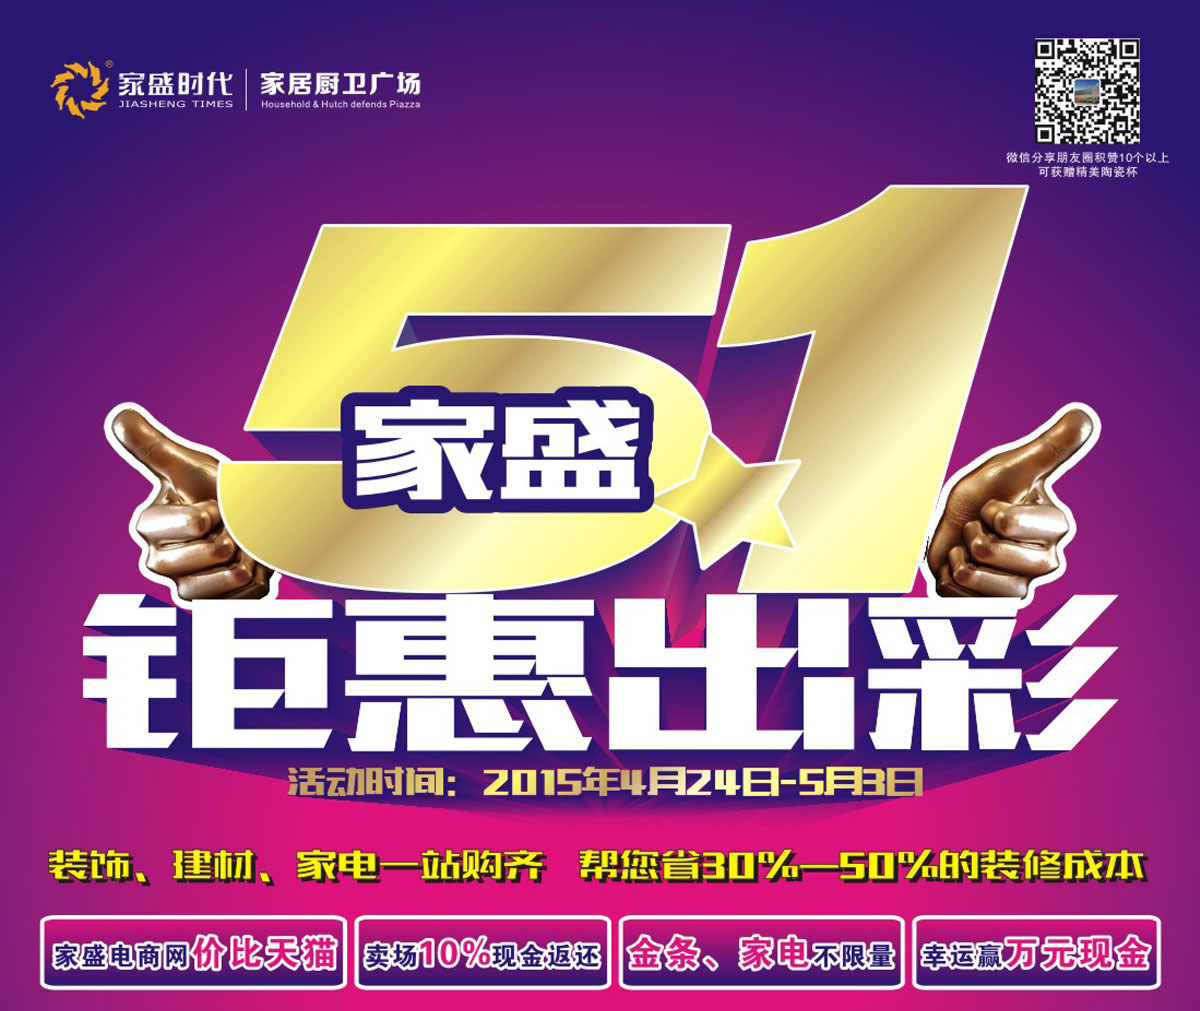 家盛时代
JIASHENG TIMES
家居厨卫广场
Household & Hutch defends Piazza
微信分享朋友圈积赞10个以上
可获赠精美陶瓷杯
51
家盛
钜惠出彩
活动时间：2015年4月24日-5月3日
装饰、建材、家电一站购齐 帮您省30%—50%的装修成本
家盛电商网价比天猫
卖场10%现金返还
金条、家电不限量
幸运赢万元现金